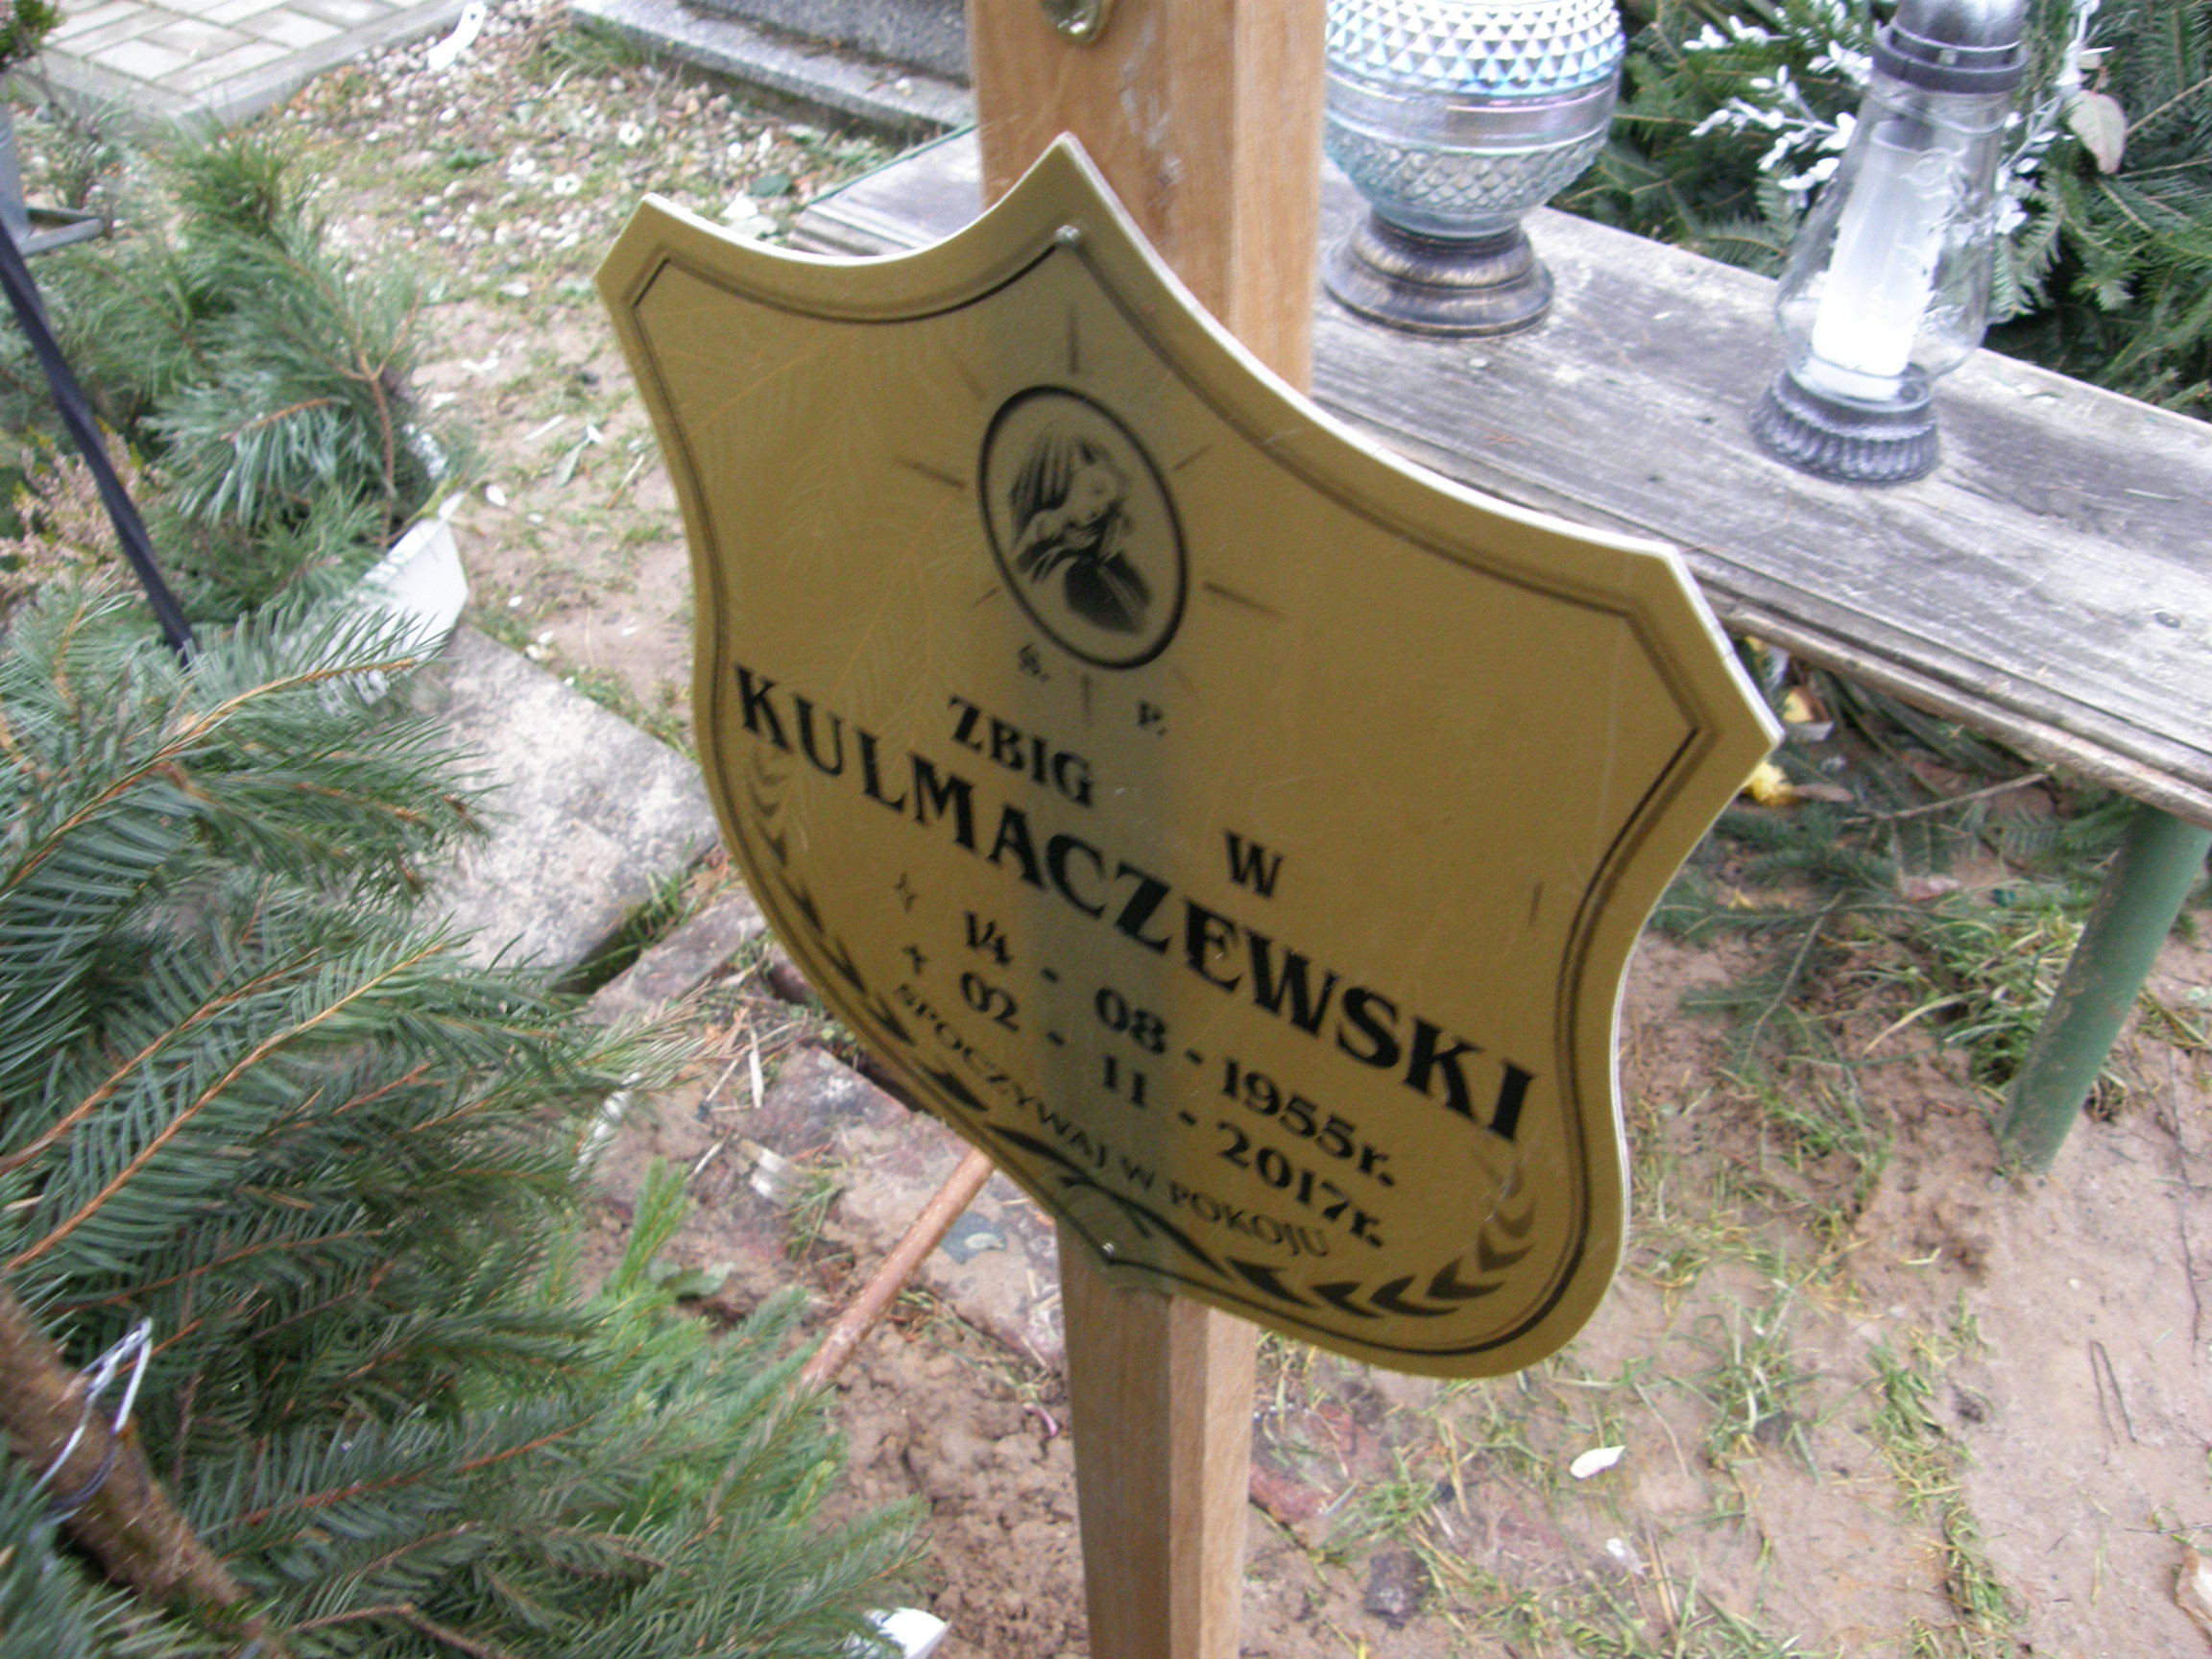 Ś. P.
ZBIG W
KULMACZEWSKI
14 - 08 - 1955r.
02 - 11 - 2017r.
SPOCZYWAJ W POKOJU